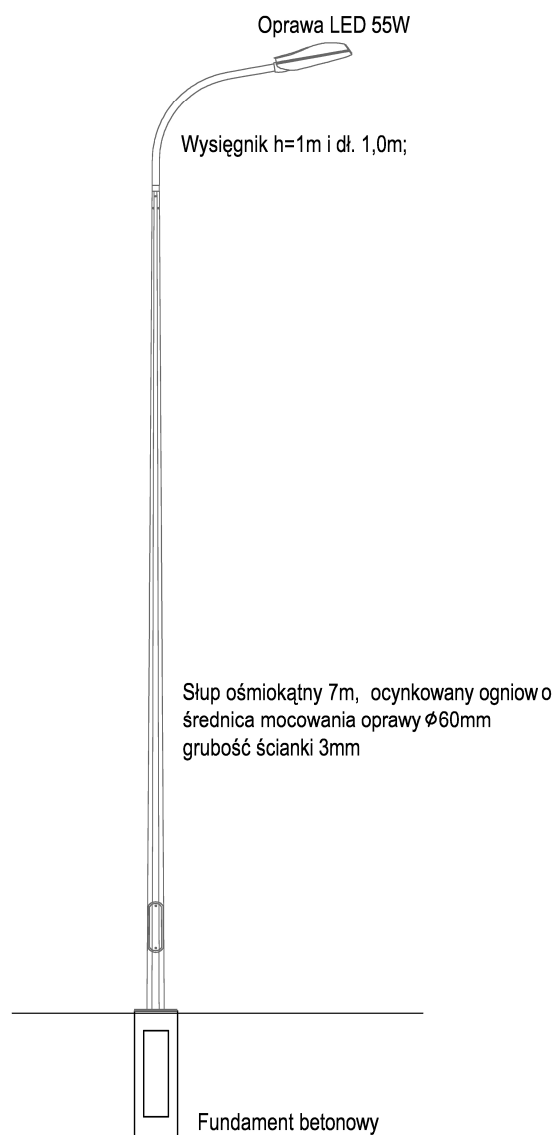 Oprawa LED 55W
Wysięgnik h=1m i dł. 1,0m;
Słup ośmiokątny 7m, ocynkowany ogniowo
średnica mocowania oprawy ϕ60mm
grubość ścianki 3mm
Fundament betonowy